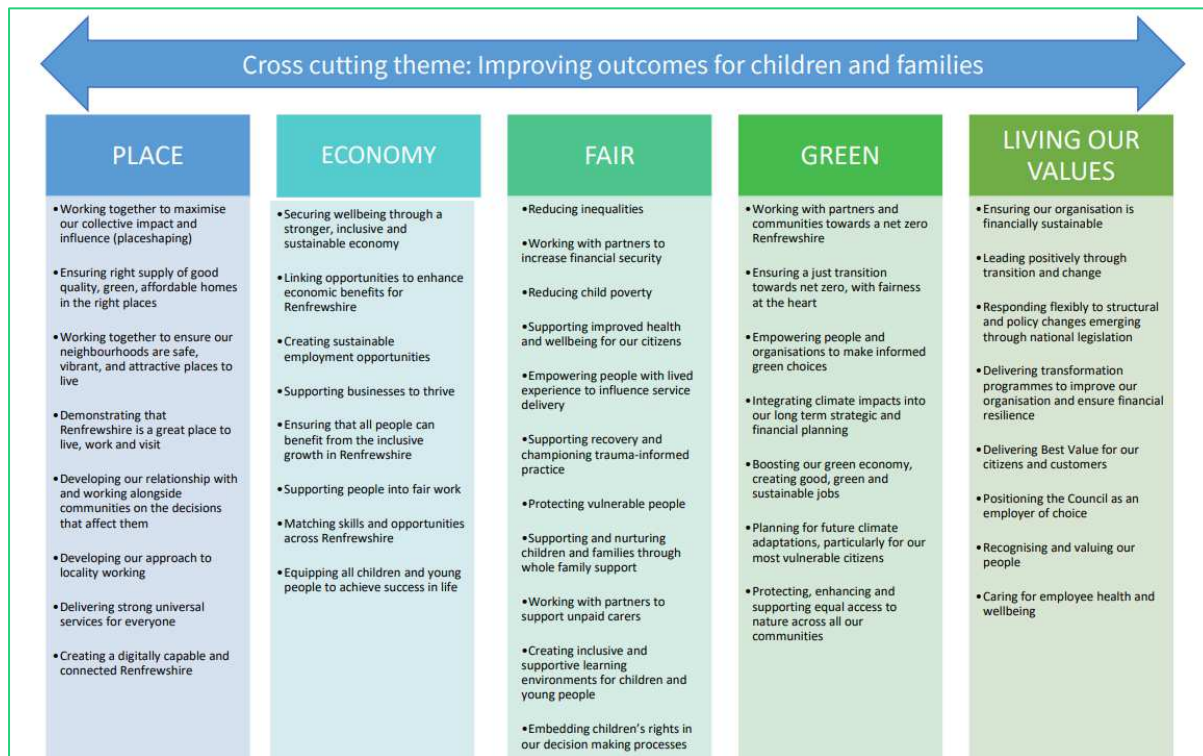 Cross cutting theme: Improving outcomes for children and families
PLACE
•Working together to maximise
our collective impact and
influence (placeshaping)
•Ensuring right supply of good
quality, green, affordable homes
in the right places
•Working together to ensure our
neighbourhoods are safe,
vibrant, and attractive places to
live
•Demonstrating that
Renfrewshire is a great place to
live, work and visit
•Developing our relationship with
and working alongside
communities on the decisions
that affect them
•Developing our approach to
locality working
•Delivering strong universal
services for everyone
•Creating a digitally capable and
connected Renfrewshire
ECONOMY
•Securing wellbeing through a
stronger, inclusive and
sustainable economy
•Linking opportunities to enhance
economic benefits for
Renfrewshire
•Creating sustainable
employment opportunities
•Supporting businesses to thrive
•Ensuring that all people can
benefit from the inclusive
growth in Renfrewshire
•Supporting people into fair work
•Matching skills and opportunities
across Renfrewshire
•Equipping all children and young
people to achieve success in life
FAIR
•Reducing inequalities
•Working with partners to
increase financial security
•Reducing child poverty
•Supporting improved health
and wellbeing for our citizens
•Empowering people with lived
experience to influence service
delivery
•Supporting recovery and
championing trauma-informed
practice
•Protecting vulnerable people
•Supporting and nurturing
children and families through
whole family support
•Working with partners to
support unpaid carers
•Creating inclusive and
supportive learning
environments for children and
young people
•Embedding children's rights in
our decision making processes
GREEN
•Working with partners and
communities towards a net zero
Renfrewshire
•Ensuring a just transition
towards net zero, with fairness
at the heart
•Empowering people and
organisations to make informed
green choices
•Integrating climate impacts into
our long term strategic and
financial planning
•Boosting our green economy,
creating good, green and
sustainable jobs
•Planning for future climate
adaptations, particularly for our
most vulnerable citizens
•Protecting, enhancing and
supporting equal access to
nature across all our
communities
LIVING OUR
VALUES
•Ensuring our organisation is
financially sustainable
•Leading positively through
transition and change
•Responding flexibly to structural
and policy changes emerging
through national legislation
•Delivering transformation
programmes to improve our
organisation and ensure financial
resilience
•Delivering Best Value for our
citizens and customers
•Positioning the Council as an
employer of choice
•Recognising and valuing our
people
•Caring for employee health and
wellbeing